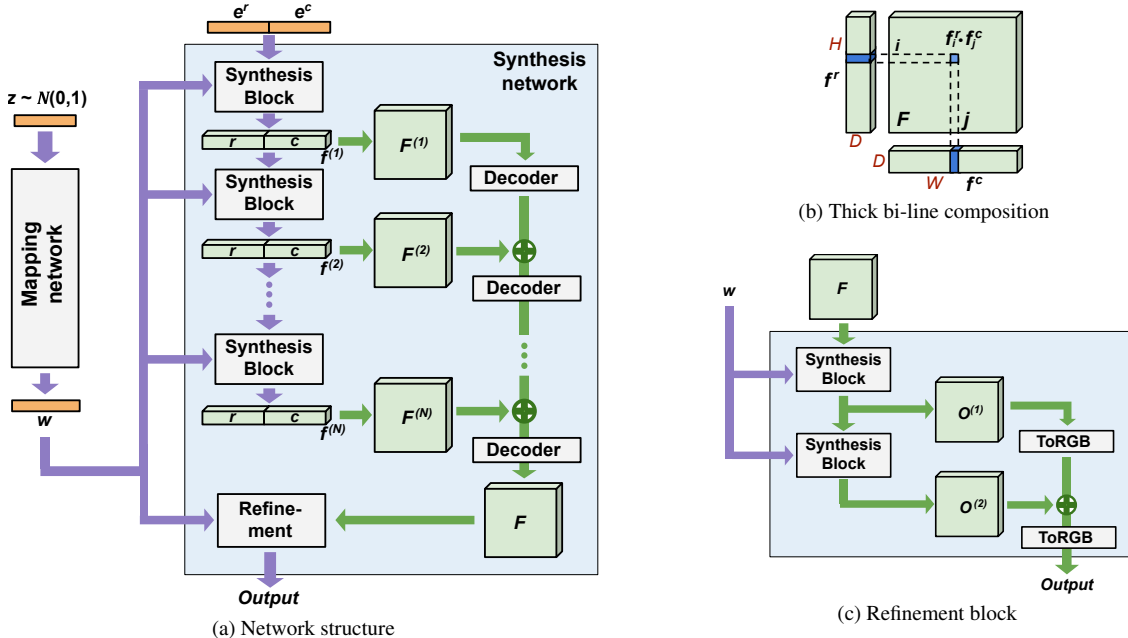 e^r e^c
Synthesis network
z ~ N(0,1)
Mapping network
w
Synthesis Block
r c
f^(1)
F^(1)
Decoder
Synthesis Block
r c
f^(2)
F^(2)
Decoder
Synthesis Block
r c
f^(N)
F^(N)
Decoder
F
Refine-
ment
Output
(a) Network structure
H
i
f_i^r · f_j^c
f^r
F
j
D
D
W
f^c
(b) Thick bi-line composition
F
w
Synthesis
Block
O^(1)
ToRGB
Synthesis
Block
O^(2)
ToRGB
Output
(c) Refinement block